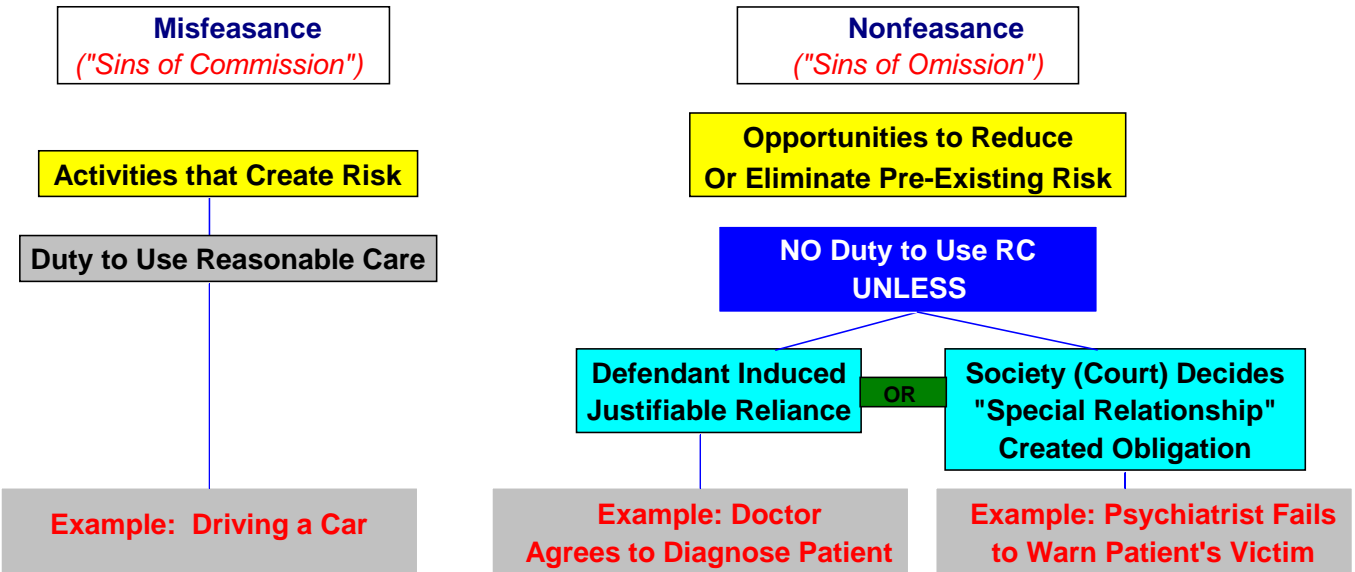 Misfeasance
("Sins of Commission")
Activities that Create Risk
Duty to Use Reasonable Care
Example: Driving a Car
Nonfeasance
("Sins of Omission")
Opportunities to Reduce
Or Eliminate Pre-Existing Risk
NO Duty to Use RC
UNLESS
Defendant Induced
Justifiable Reliance
OR
Society (Court) Decides
"Special Relationship"
Created Obligation
Example: Doctor
Agrees to Diagnose Patient
Example: Psychiatrist Fails
to Warn Patient's Victim